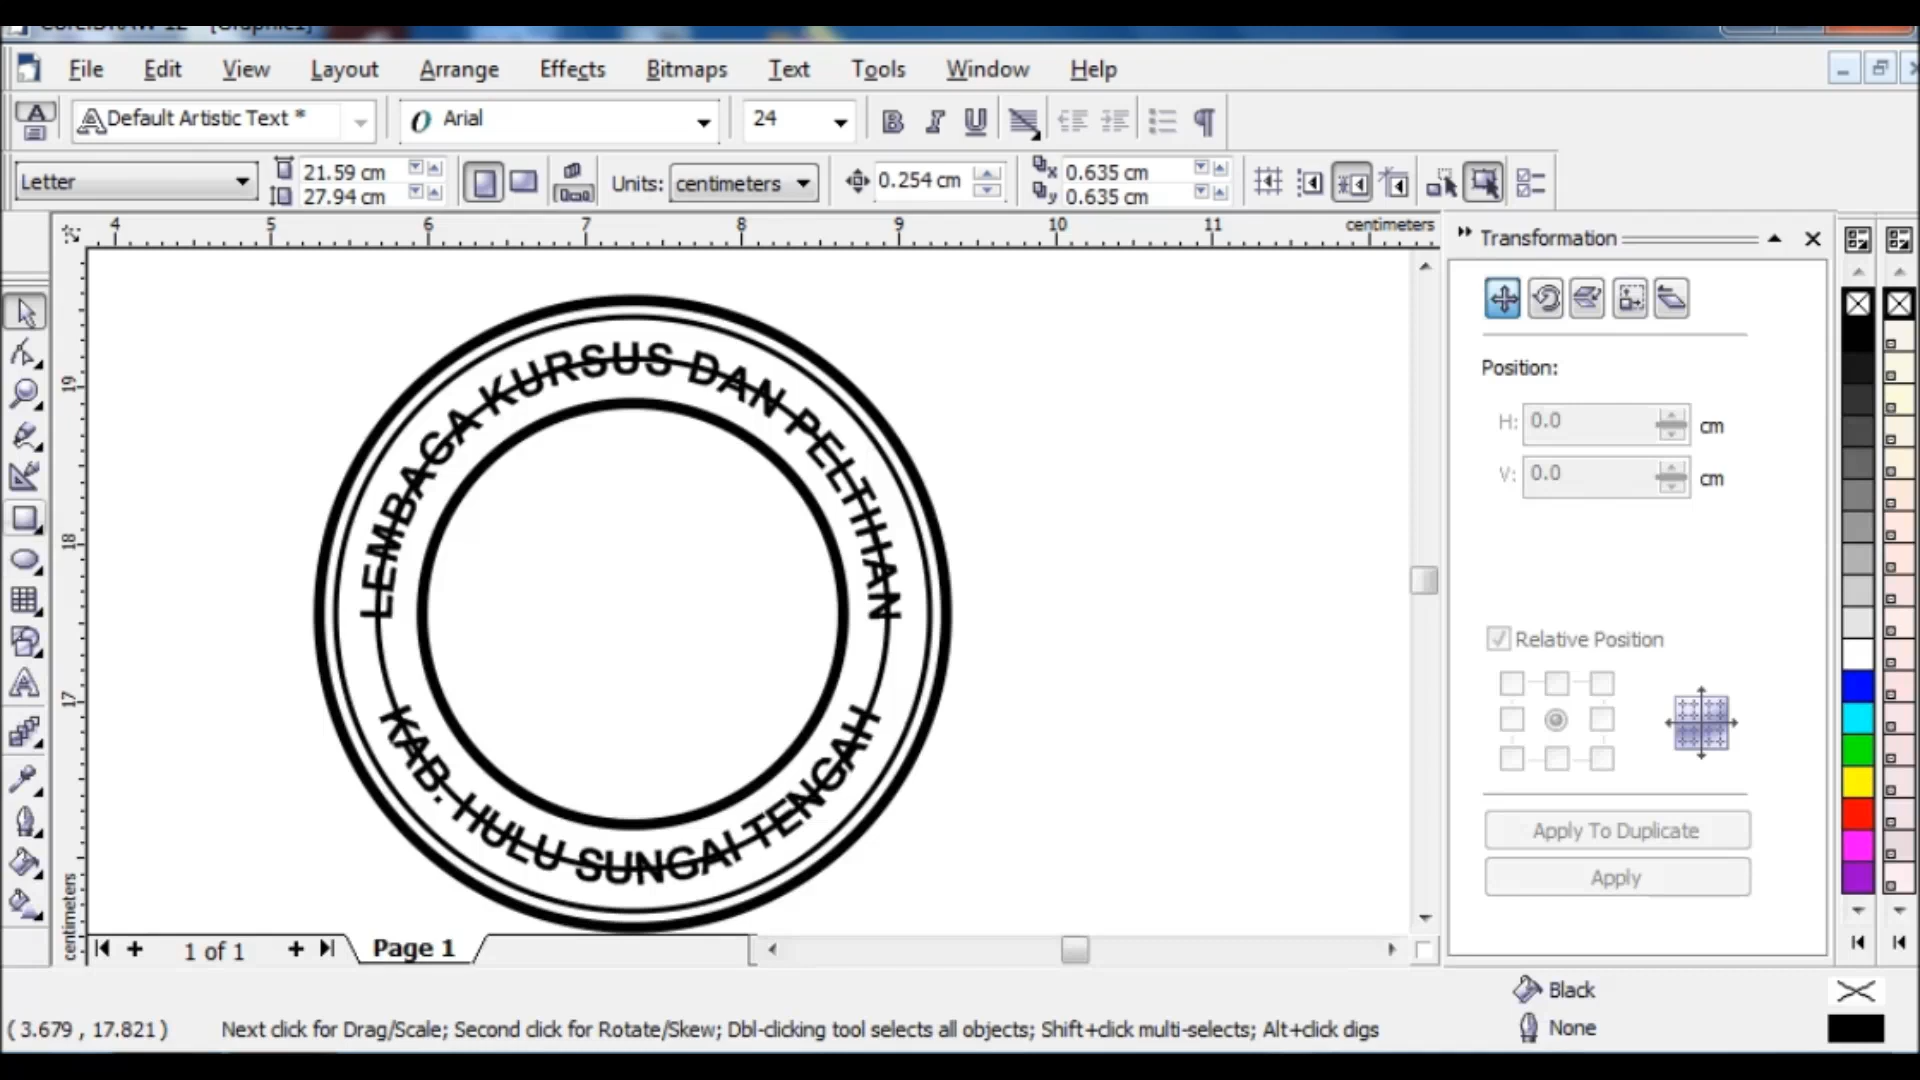 CorelDRAW 12 - [Graphic1]
File Edit View Layout Arrange Effects Bitmaps Text Tools Window Help
Default Artistic Text * Arial 24
Letter 21.59 cm 27.94 cm Units: centimeters 0.254 cm x 0.635 cm y 0.635 cm
4 5 6 7 8 9 10 11 centimeters
19
18
17
centimeters
LEMBAGA KURSUS DAN PELTIHAN
KAB. HULU SUNGAI TENGAH
Transformation
Position:
H: 0.0 cm
V: 0.0 cm
Relative Position
Apply To Duplicate
Apply
1 of 1 Page 1
Black
( 3.679 , 17.821 ) Next click for Drag/Scale; Second click for Rotate/Skew; Dbl-clicking tool selects all objects; Shift+click multi-selects; Alt+click digs
None